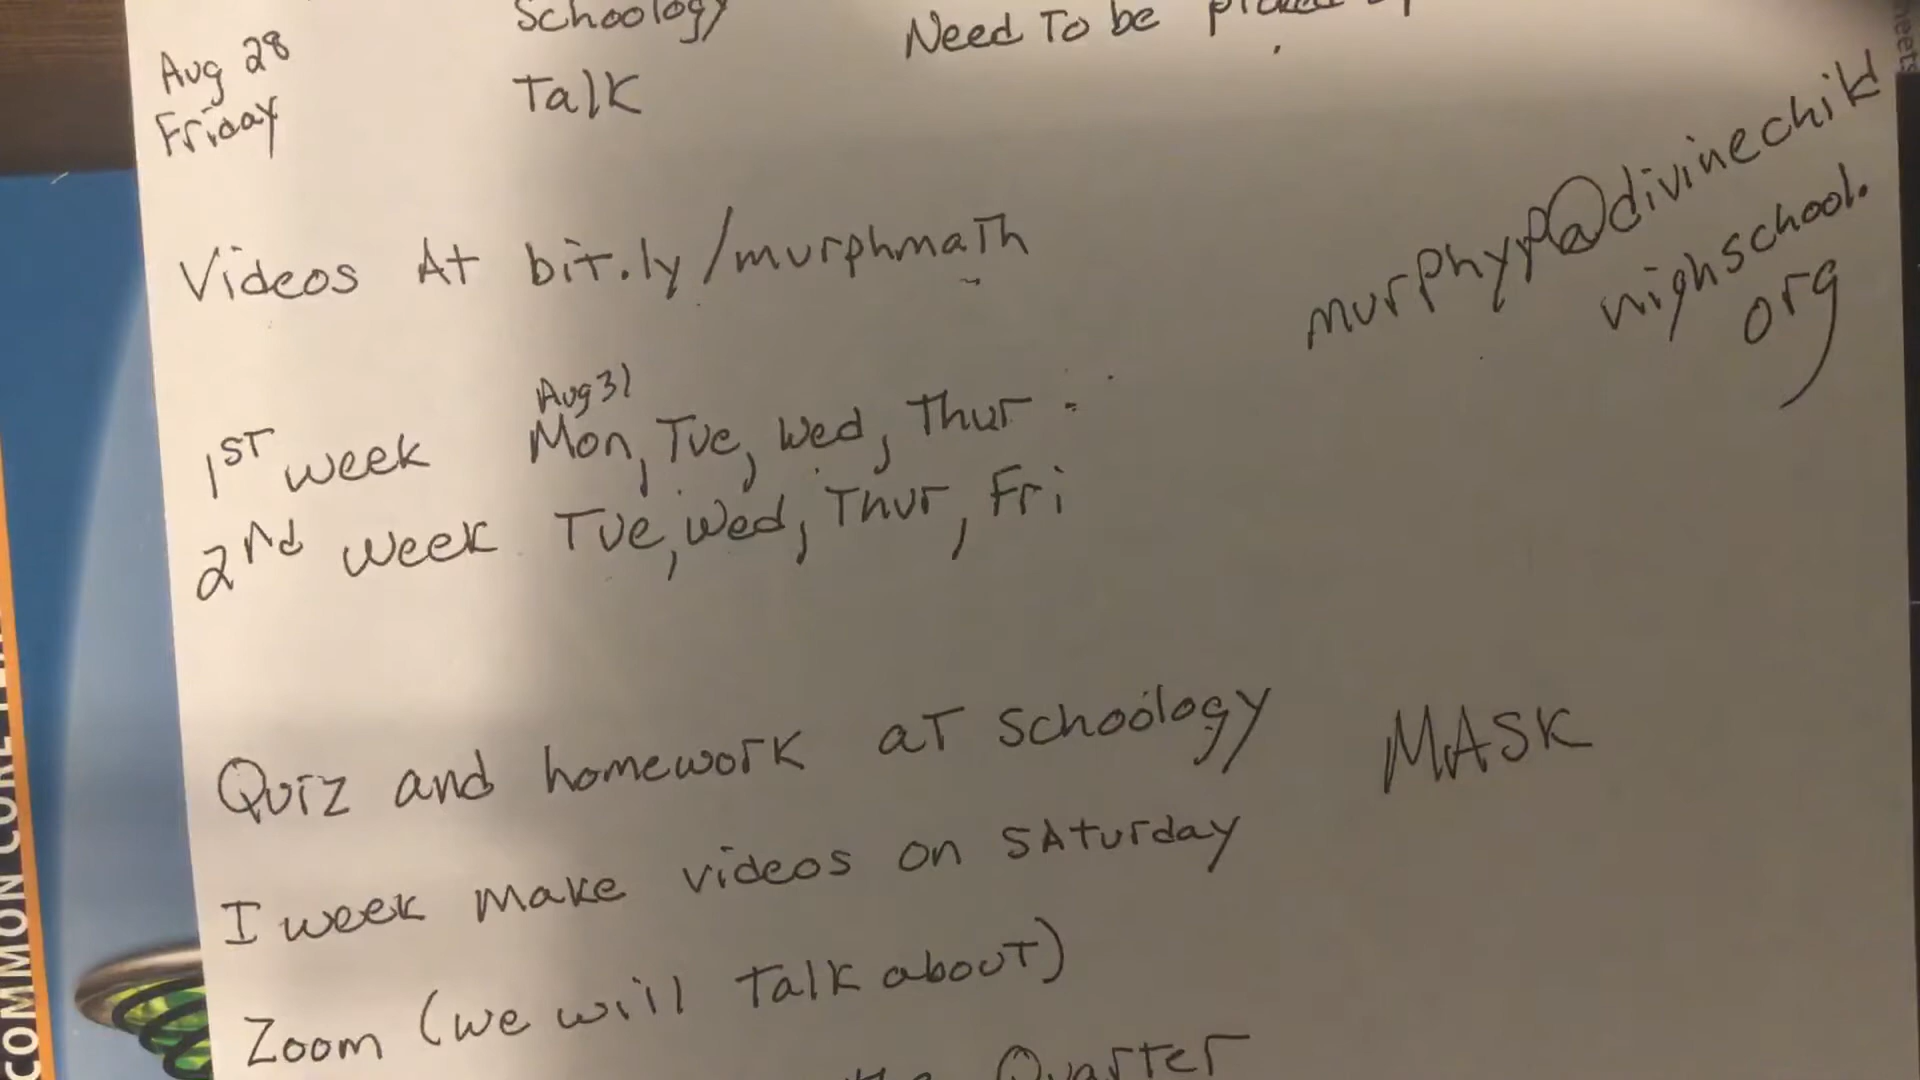 Schoology
Need To be
Aug 28
Friday
Talk
Videos At bit.ly/murphmath
murphyp@divinechild
highschool.
org
Aug 31
1ST week Mon, Tue, Wed, Thur
2nd week Tue, Wed, Thur, Fri
Quiz and homework at Schoology
MASK
I week make videos on SAturday
Zoom (we will Talk about)
Quarter
COMMON CORE
heets